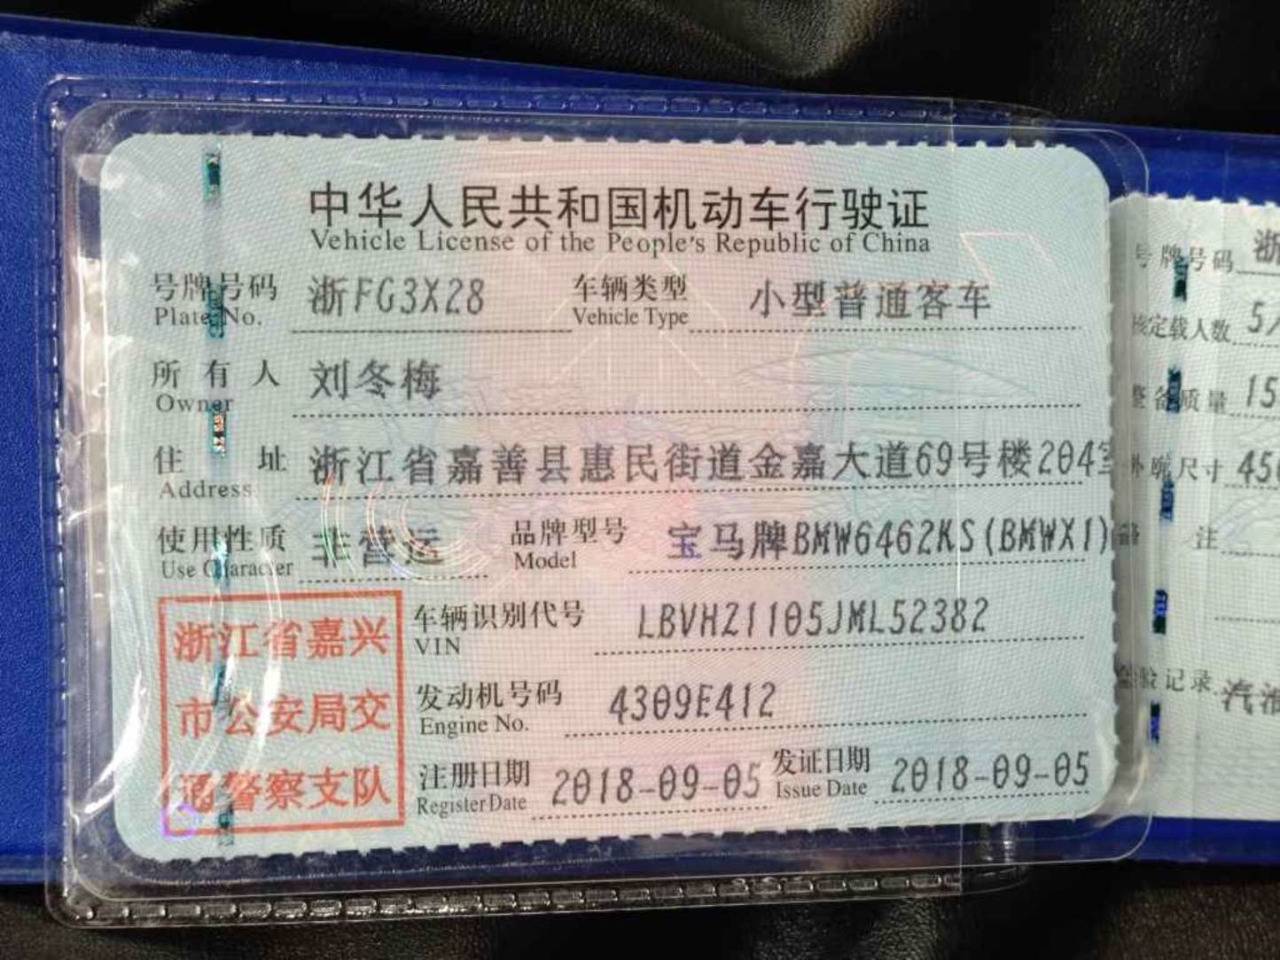 中华人民共和国机动车行驶证
Vehicle License of the People's Republic of China
号牌号码 浙FG3X28 车辆类型 小型普通客车
Plate No. Vehicle Type
所有人 刘冬梅
Owner
住址 浙江省嘉善县惠民街道金嘉大道69号楼204室
Address
使用性质 非营运 品牌型号 宝马牌BMW6462KS(BMWX1)
Use Character Model
车辆识别代号 LBVHZ1105JML52382
VIN
发动机号码 4309E412
Engine No.
注册日期 2018-09-05 发证日期 2018-09-05
Register Date Issue Date
浙江省嘉兴
市公安局交
通警察支队
号牌号码 浙
核定载人数 5
整备质量 15
外廓尺寸 450
注
检验记录 汽油